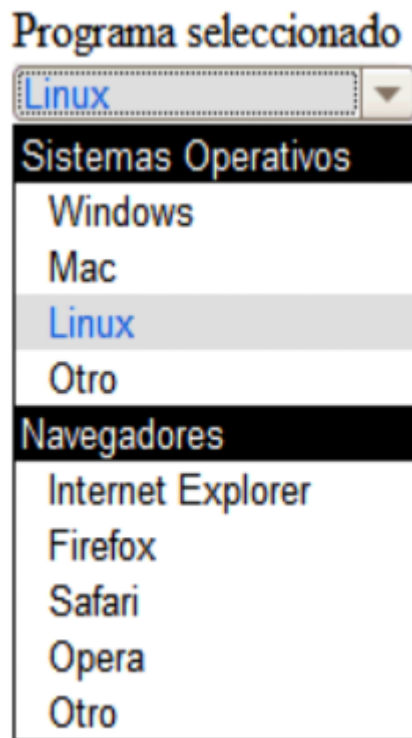 Programa seleccionado
Linux
Sistemas Operativos
Windows
Mac
Linux
Otro
Navegadores
Internet Explorer
Firefox
Safari
Opera
Otro